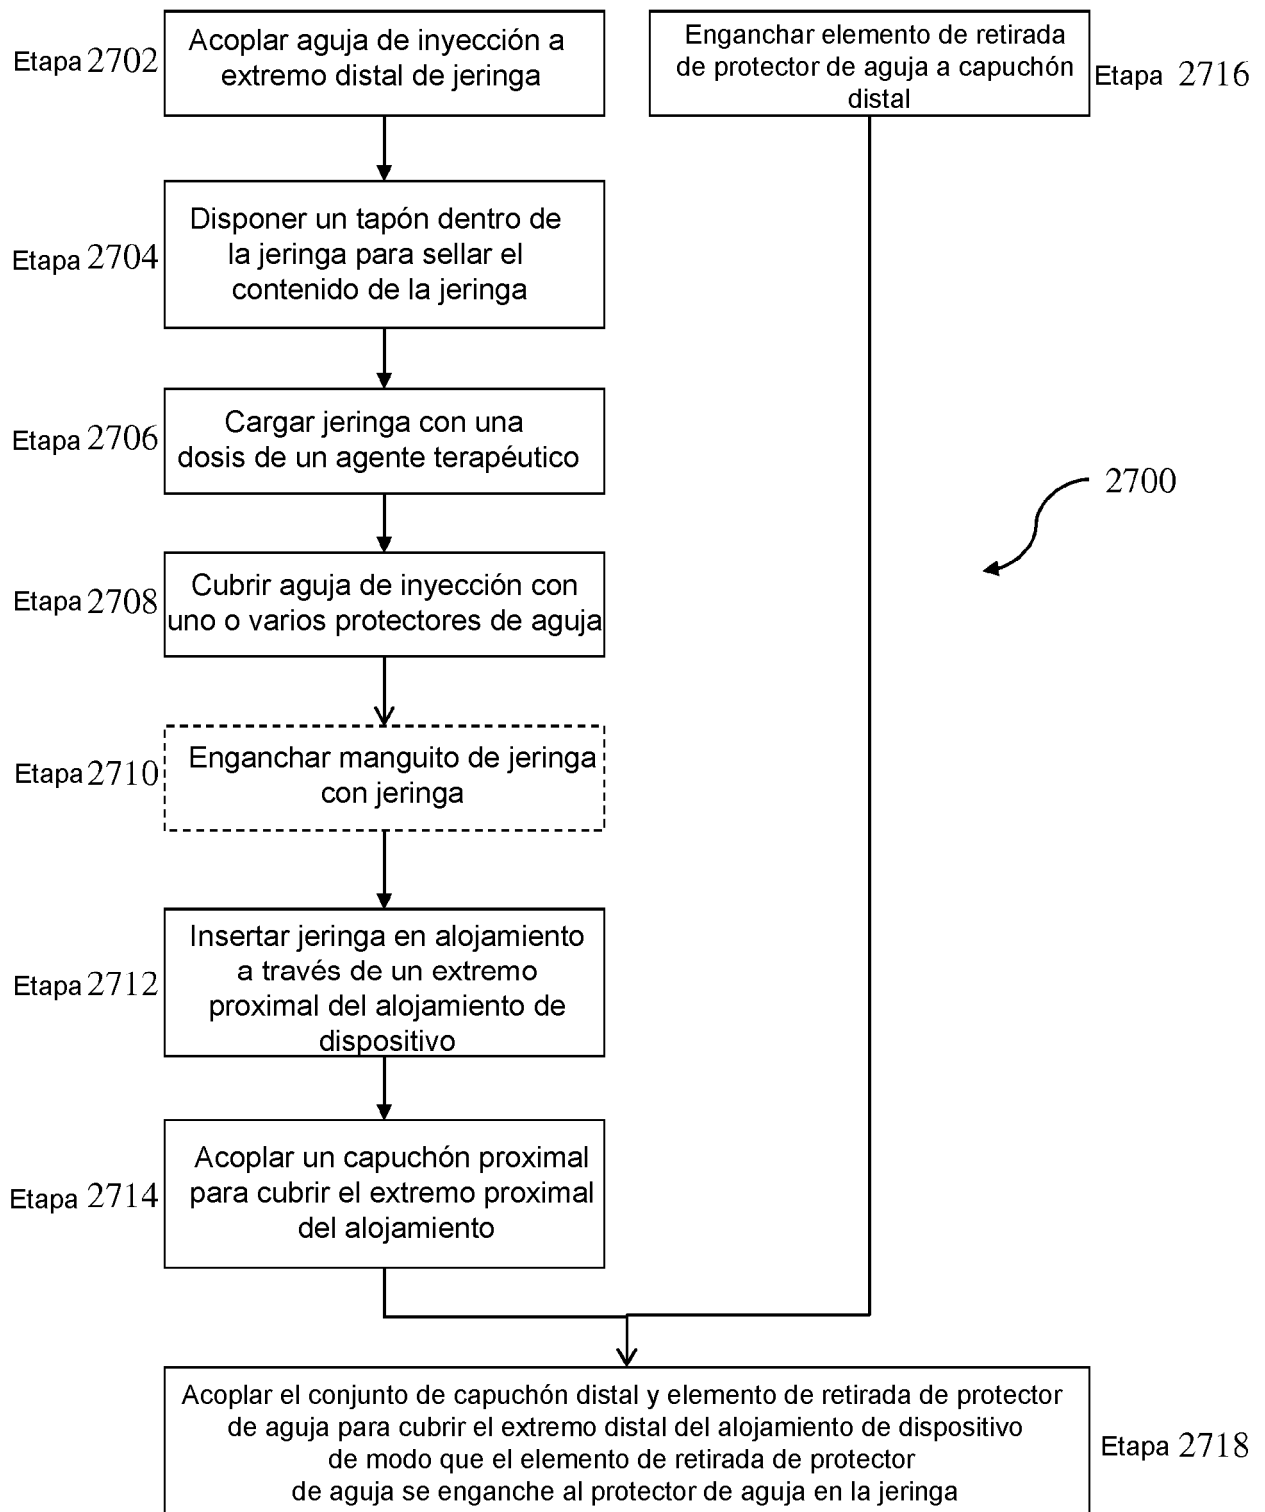 Etapa 2702
Acoplar aguja de inyección a
extremo distal de jeringa
Enganchar elemento de retirada
de protector de aguja a capuchón
distal
Etapa 2716
Etapa 2704
Disponer un tapón dentro de
la jeringa para sellar el
contenido de la jeringa
Etapa 2706
Cargar jeringa con una
dosis de un agente terapéutico
2700
Etapa 2708
Cubrir aguja de inyección con
uno o varios protectores de aguja
Etapa 2710
Enganchar manguito de jeringa
con jeringa
Etapa 2712
Insertar jeringa en alojamiento
a través de un extremo
proximal del alojamiento de
dispositivo
Etapa 2714
Acoplar un capuchón proximal
para cubrir el extremo proximal
del alojamiento
Acoplar el conjunto de capuchón distal y elemento de retirada de protector
de aguja para cubrir el extremo distal del alojamiento de dispositivo
de modo que el elemento de retirada de protector
de aguja se enganche al protector de aguja en la jeringa
Etapa 2718